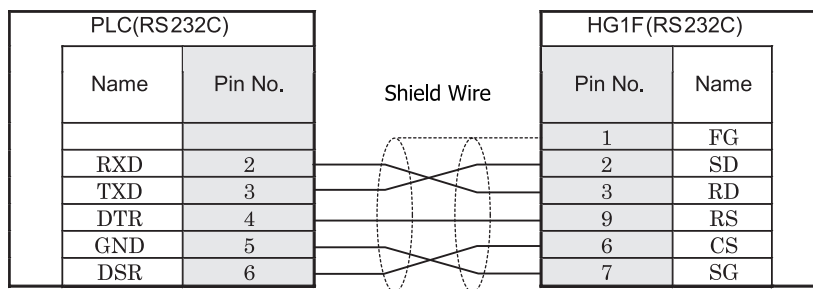 PLC(RS232C) HG1F(RS232C)
Name Pin No. Shield Wire Pin No. Name
1 FG
RXD 2 2 SD
TXD 3 3 RD
DTR 4 9 RS
GND 5 6 CS
DSR 6 7 SG